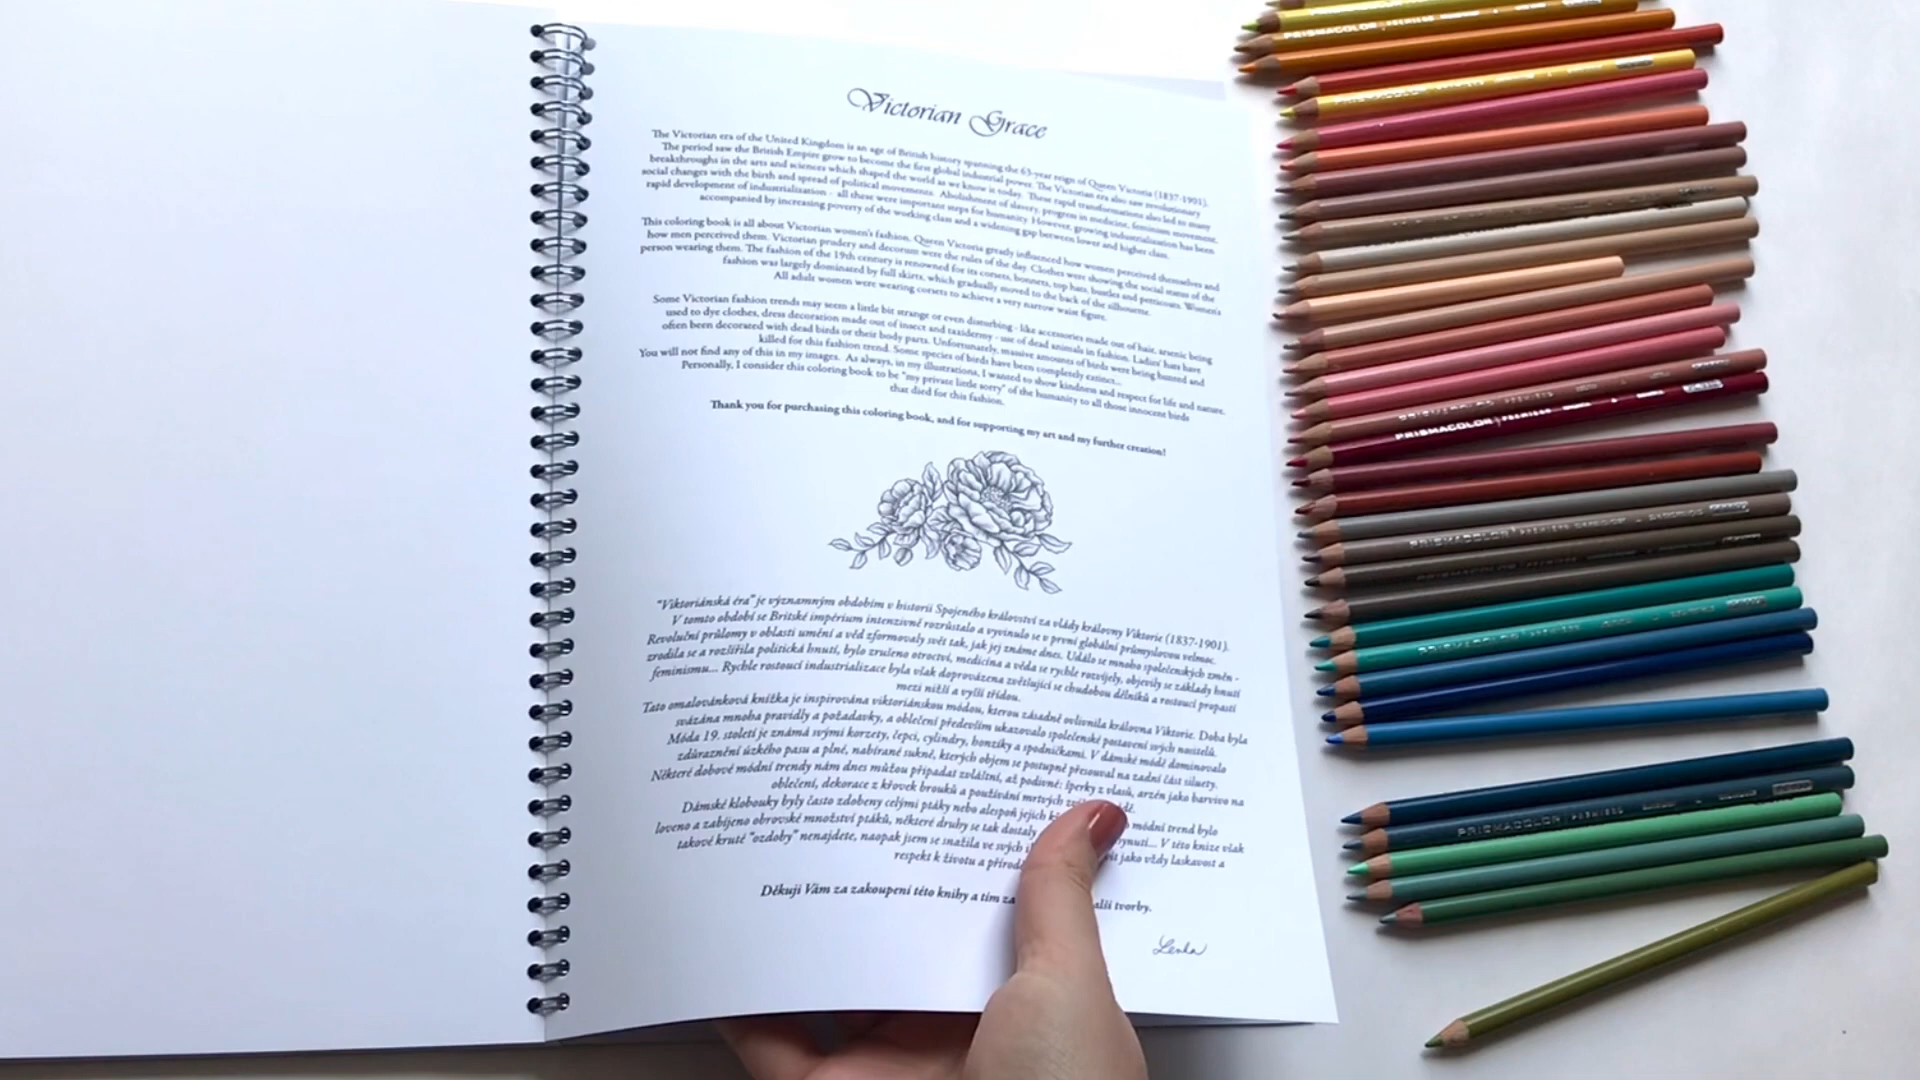 Victorian Grace
The Victorian era of the United Kingdom is an age of British history spanning the 63-year reign of Queen Victoria (1837-1901).
The period saw the British Empire grow to become the first global industrial power. The Victorian era also saw revolutionary
breakthroughs in the arts and sciences which shaped the world as we know it today. These rapid transformations also led to many
social changes with the birth and spread of political movements. Abolishment of slavery, progress in medicine, feminism movement,
rapid development of industrialization - all these were important steps for humanity. However, growing industrialization has been
accompanied by increasing poverty of the working class and a widening gap between lower and higher class.
This coloring book is all about Victorian women's fashion. Queen Victoria greatly influenced how women perceived themselves and
how men perceived them. Victorian prudery and decorum were the rules of the day. Clothes were showing the social status of the
person wearing them. The fashion of the 19th century is renowned for its corsets, bonnets, top hats, bustles and petticoats. Women's
fashion was largely dominated by full skirts, which gradually moved to the back of the silhouette.
All adult women were wearing corsets to achieve a very narrow waist figure.
Some Victorian fashion trends may seem a little bit strange or even disturbing - like accessories made out of hair, arsenic being
used to dye clothes, dress decoration made out of insect and taxidermy - use of dead animals in fashion. Ladies' hats have
often been decorated with dead birds or their body parts. Unfortunately, massive amounts of birds were being hunted and
killed for this fashion trend. Some species of birds have been completely extinct...
You will not find any of this in my images. As always, in my illustrations, I wanted to show kindness and respect for life and nature.
Personally, I consider this coloring book to be "my private little sorry" of the humanity to all those innocent birds
that died for this fashion.
Thank you for purchasing this coloring book, and for supporting my art and my further creation!
"Viktoriánská éra" je významným obdobím v historii Spojeného království za vlády královny Viktorie (1837-1901).
V tomto období se Britské impérium intenzivně rozrůstalo a vyvinulo se v první globální průmyslovou velmoc.
Revoluční průlomy v oblasti umění a věd zformovaly svět tak, jak jej známe dnes. Událo se mnoho společenských změn -
zrodila se a rozšířila politická hnutí, bylo zrušeno otroctví, medicína a věda se rychle rozvíjely, objevily se základy hnutí
feminismu... Rychle rostoucí industrializace byla však doprovázena zvětšující se chudobou dělníků a rostoucí propastí
mezi nižší a vyšší třídou.
Tato omalovánková knížka je inspirována viktoriánskou módou, kterou zásadně ovlivnila královna Viktorie. Doba byla
svázána mnoha pravidly a požadavky, a oblečení především ukazovalo společenské postavení svých nositelů.
Móda 19. století je známá svými korzety, čepci, cylindry, honzíky a spodničkami. V dámské módě dominovalo
zdůraznění úzkého pasu a plné, nabírané sukně, kterých objem se postupně přesouval na zadní část siluety.
Některé dobové módní trendy nám dnes můžou připadat zvláštní, až podivné: šperky z vlasů, arzén jako barvivo na
oblečení, dekorace z křovek brouků a používání mrtvých
Dámské klobouky byly často zdobeny celými ptáky nebo alespoň jejich módní trend bylo
loveno a zabíjeno obrovské množství ptáků, některé druhy se tak dostaly V této knize však
takové kruté "ozdoby" nenajdete, naopak jsem se snažila ve svých jako vždy laskavost a
respekt k životu a
Děkuji Vám za zakoupení této knihy a tím za tvorby.
Lenka
PRISMACOLOR PREMIER
PRISMACOLOR
PRISMACOLOR PREMIER
PRISMACOLOR PREMIER
PRISMACOLOR PREMIER
PRISMACOLOR PREMIER
PRISMACOLOR PREMIER